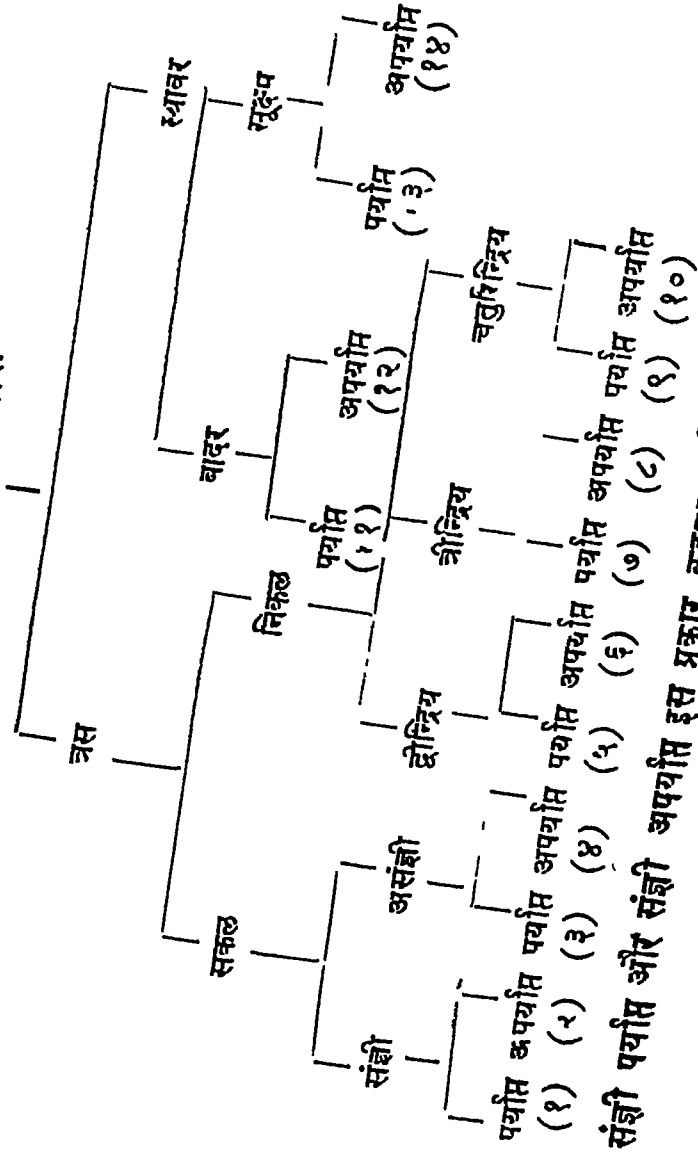 त्रस स्थावर
सकल निकल वादर सूक्ष्म
पर्याप्त अपर्याप्त पर्याप्त अपर्याप्त
(११) (१२) (१३) (१४)
संज्ञी असंज्ञी द्वीन्द्रिय त्रीन्द्रिय चतुरिन्द्रिय
पर्याप्त अपर्याप्त पर्याप्त अपर्याप्त पर्याप्त अपर्याप्त पर्याप्त अपर्याप्त पर्याप्त अपर्याप्त
(१) (२) (३) (४) (५) (६) (७) (८) (९) (१०)
संज्ञी पर्याप्त और संज्ञी अपर्याप्त इस प्रकार